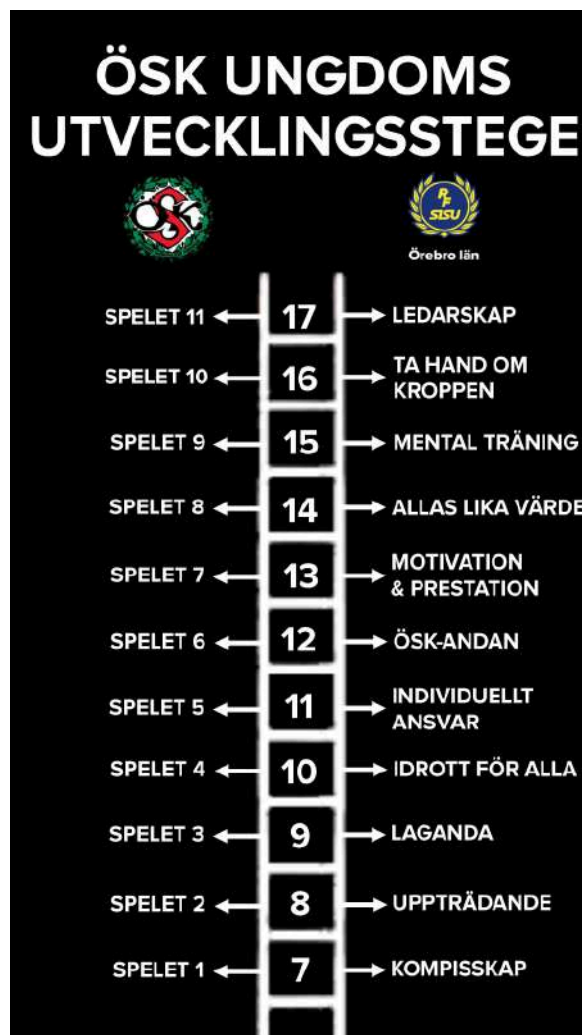 ÖSK UNGDOMS
UTVECKLINGSSTEGE
ÖSK
RF
SISU
Örebro län
SPELET 11 17 LEDARSKAP
SPELET 10 16 TA HAND OM
KROPPEN
SPELET 9 15 MENTAL TRÄNING
SPELET 8 14 ALLAS LIKA VÄRDE
SPELET 7 13 MOTIVATION
& PRESTATION
SPELET 6 12 ÖSK-ANDAN
SPELET 5 11 INDIVIDUELLT
ANSVAR
SPELET 4 10 IDROTT FÖR ALLA
SPELET 3 9 LAGANDA
SPELET 2 8 UPPTRÄDANDE
SPELET 1 7 KOMPISSKAP